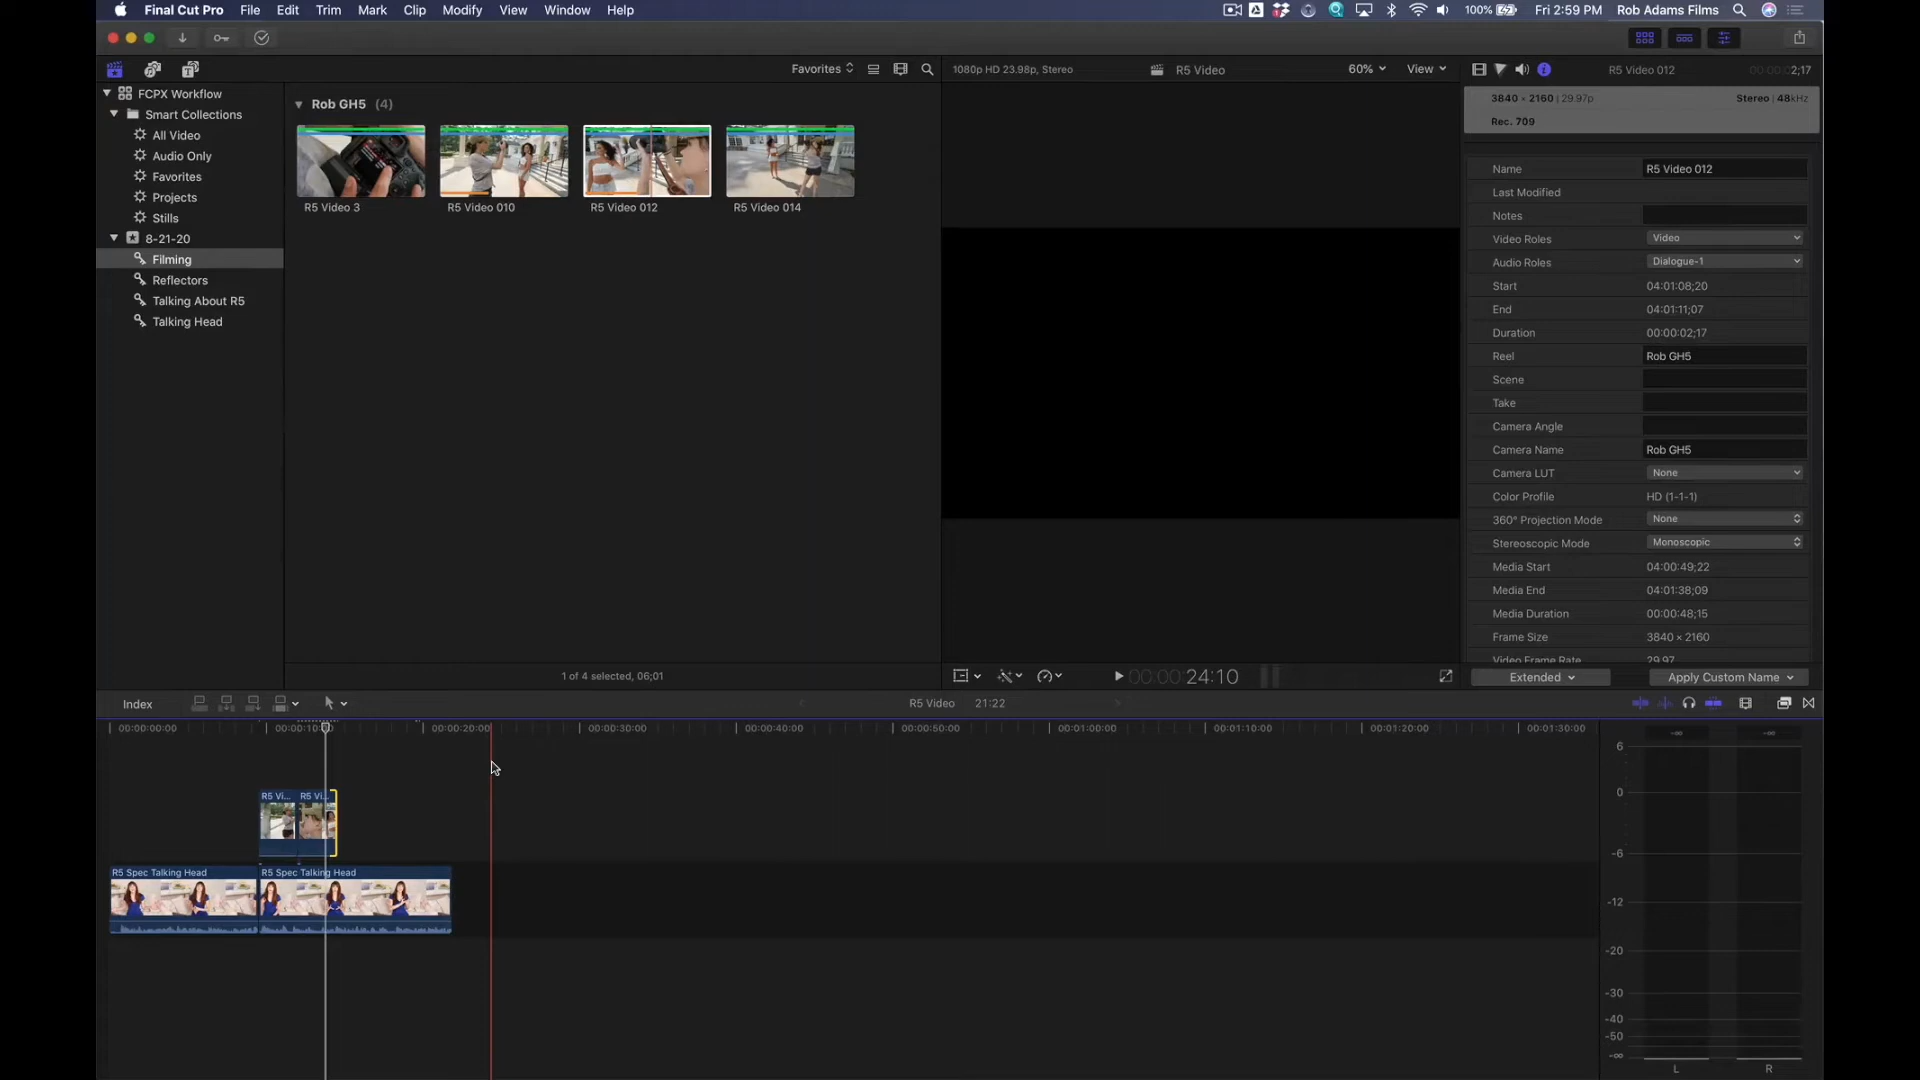 Final Cut Pro File Edit Trim Mark Clip Modify View Window Help 100% Fri 2:59 PM Rob Adams Films
Favorites 1080p HD 23.98p, Stereo R5 Video 60% View R5 Video 012 2;17
FCPX Workflow
Smart Collections
All Video
Audio Only
Favorites
Projects
Stills
8-21-20
Filming
Reflectors
Talking About R5
Talking Head
Rob GH5 (4)
R5 Video 3 R5 Video 010 R5 Video 012 R5 Video 014
1 of 4 selected, 06;01
00:00:00:24:10
3840 × 2160 | 29.97p Stereo | 48kHz
Rec. 709
Name R5 Video 012
Last Modified
Notes
Video Roles Video
Audio Roles Dialogue-1
Start 04:01:08;20
End 04:01:11;07
Duration 00:00:02;17
Reel Rob GH5
Scene
Take
Camera Angle
Camera Name Rob GH5
Camera LUT None
Color Profile HD (1-1-1)
360° Projection Mode None
Stereoscopic Mode Monoscopic
Media Start 04:00:49;22
Media End 04:01:38;09
Media Duration 00:00:48;15
Frame Size 3840 × 2160
Video Frame Rate 29.97
Extended Apply Custom Name
Index R5 Video 21:22
00:00:00:00 00:00:10: 00:00:20:00 00:00:30:00 00:00:40:00 00:00:50:00 00:01:00:00 00:01:10:00 00:01:20:00 00:01:30:00
R5 Vi... R5 Vi...
R5 Spec Talking Head R5 Spec Talking Head
-∞ -∞
6
0
-6
-12
-20
-30
-40
-50
-∞
L R